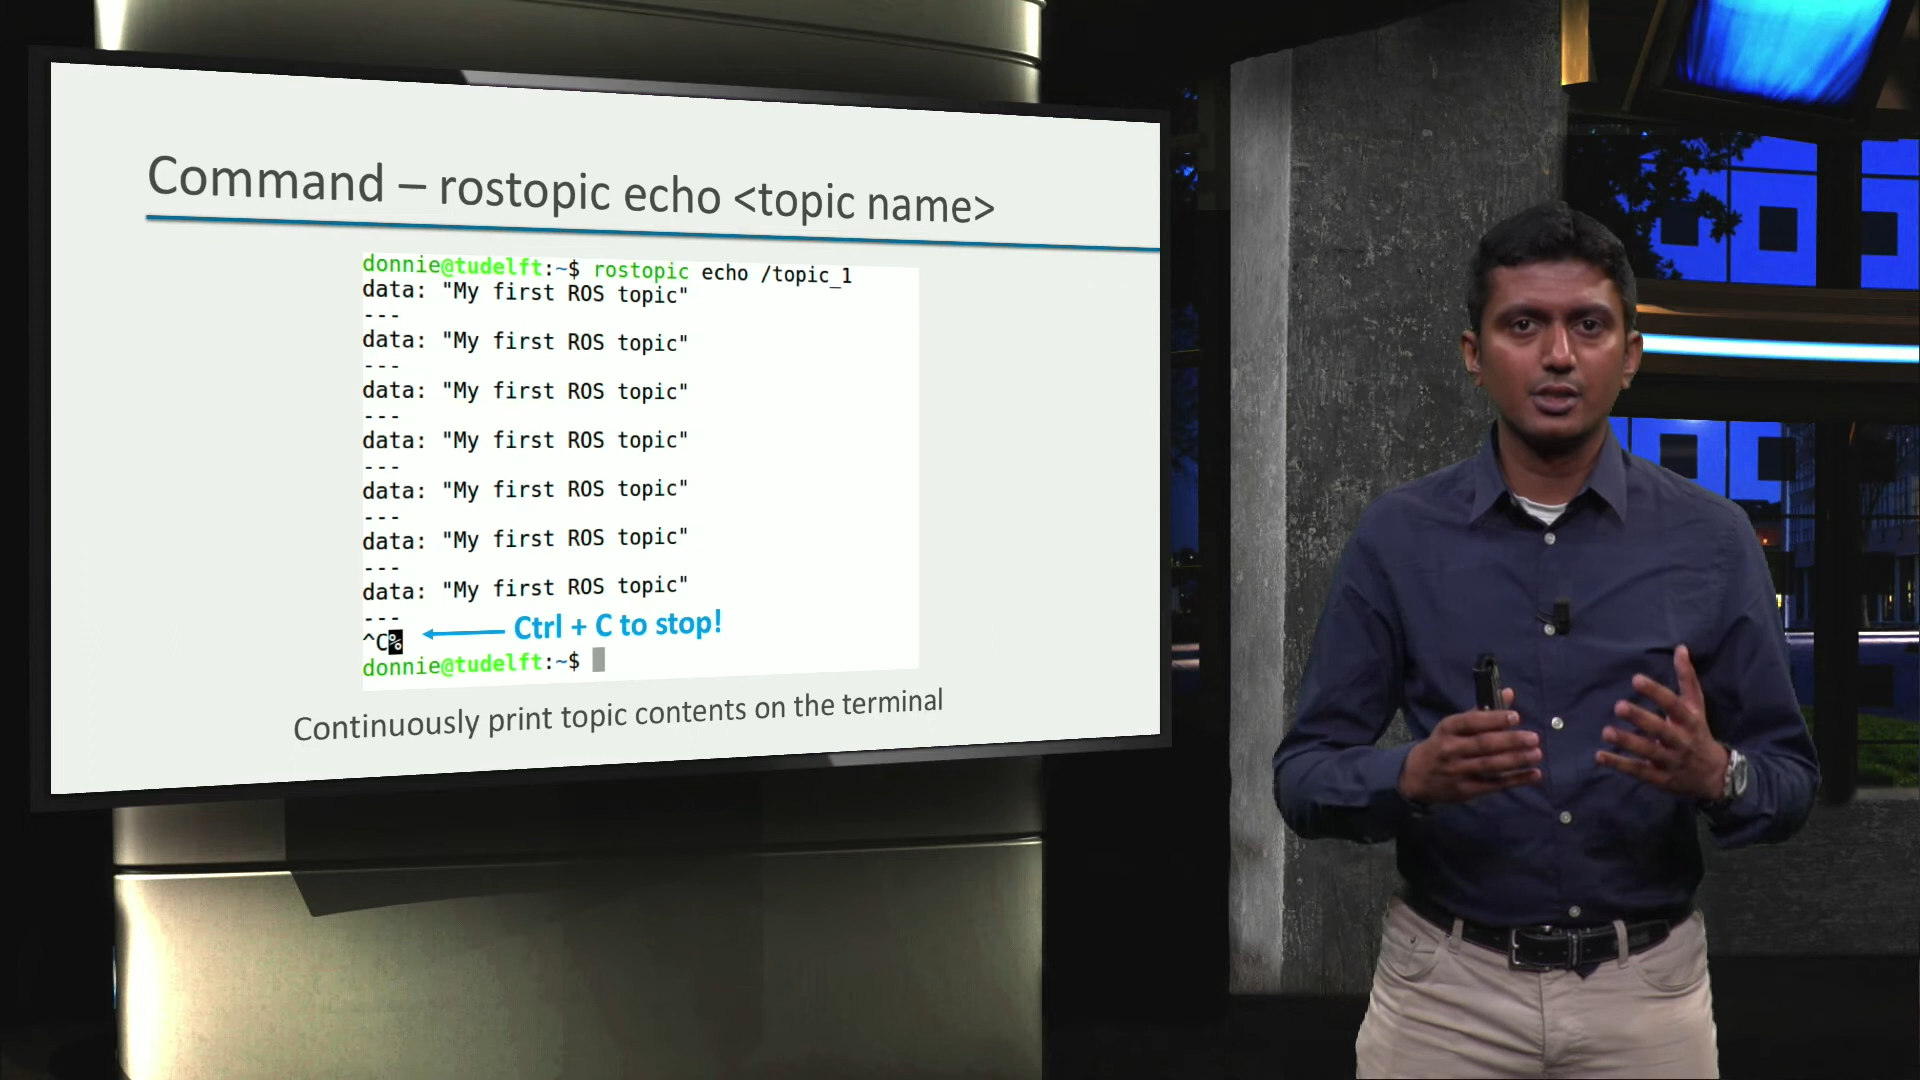 Command – rostopic echo <topic name>
donnie@tudelft:~$ rostopic echo /topic_1
data: "My first ROS topic"
---
data: "My first ROS topic"
---
data: "My first ROS topic"
---
data: "My first ROS topic"
---
data: "My first ROS topic"
---
data: "My first ROS topic"
---
data: "My first ROS topic"
---
^C% Ctrl + C to stop!
donnie@tudelft:~$
Continuously print topic contents on the terminal